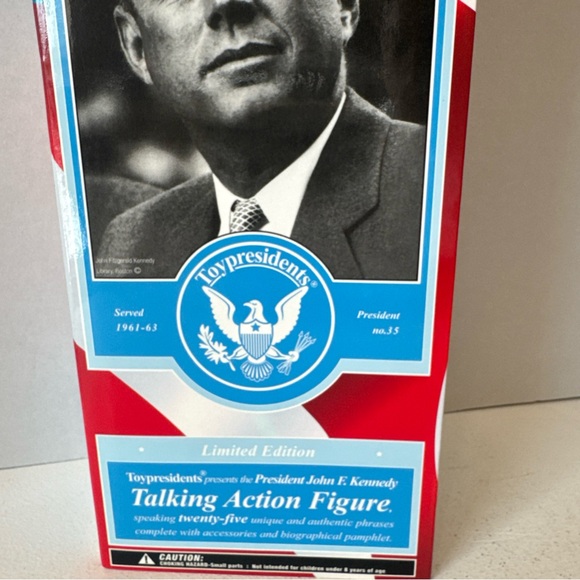 John Fitzgerald Kennedy
Library, Boston ©
Toypresidents®
Served
1961-63
President
no.35
Limited Edition
Toypresidents® presents the President John F. Kennedy
Talking Action Figure,
speaking twenty-five unique and authentic phrases
complete with accessories and biographical pamphlet.
CAUTION:
CHOKING HAZARD-Small parts : Not intended for children under 8 years of age